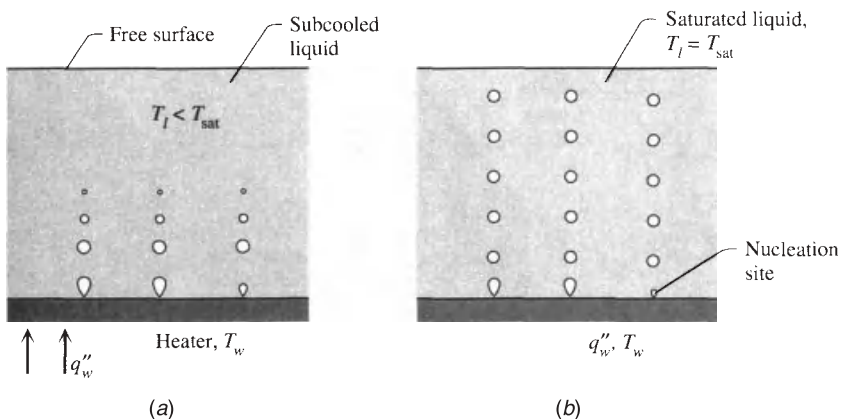 Free surface
Subcooled
liquid
T_l < T_sat
Heater, T_w
q''_w
(a)
Saturated liquid,
T_l = T_sat
Nucleation
site
q''_w, T_w
(b)